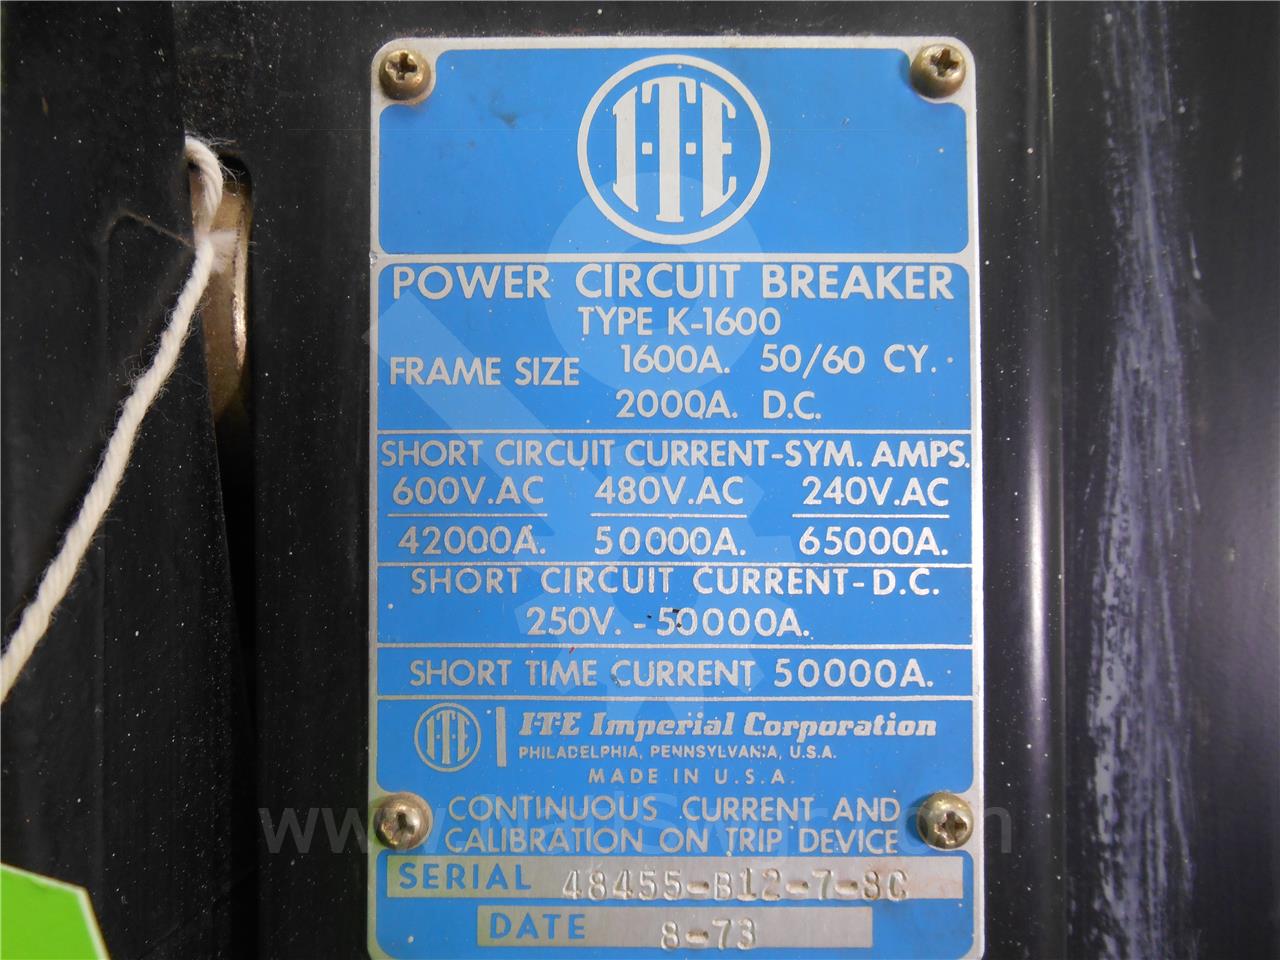 I-T-E
POWER CIRCUIT BREAKER
TYPE K-1600
FRAME SIZE 1600A. 50/60 CY.
2000A. D.C.
SHORT CIRCUIT CURRENT-SYM. AMPS.
600V.AC 480V.AC 240V.AC
42000A. 50000A. 65000A.
SHORT CIRCUIT CURRENT-D.C.
250V. - 50000A.
SHORT TIME CURRENT 50000A.
I-T-E I-T-E Imperial Corporation
PHILADELPHIA, PENNSYLVANIA, U.S.A.
MADE IN U.S.A.
CONTINUOUS CURRENT AND
CALIBRATION ON TRIP DEVICE
SERIAL 48455-B12-7-8C
DATE 8-73